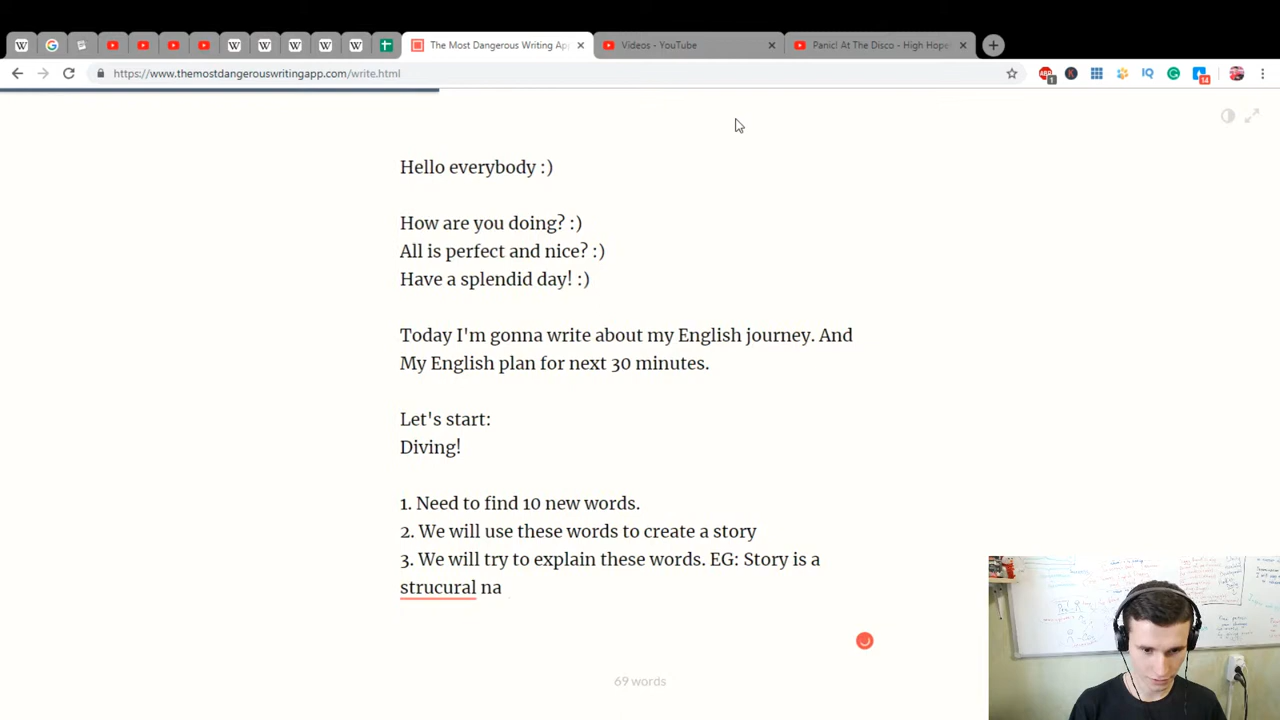 The Most Dangerous Writing App
Videos - YouTube
Panic! At The Disco - High Hope
https://www.themostdangerouswritingapp.com/write.html
ABP
1
K
IQ
14
Hello everybody :)
How are you doing? :)
All is perfect and nice? :)
Have a splendid day! :)
Today I'm gonna write about my English journey. And
My English plan for next 30 minutes.
Let's start:
Diving!
1. Need to find 10 new words.
2. We will use these words to create a story
3. We will try to explain these words. EG: Story is a
strucural na
69 words